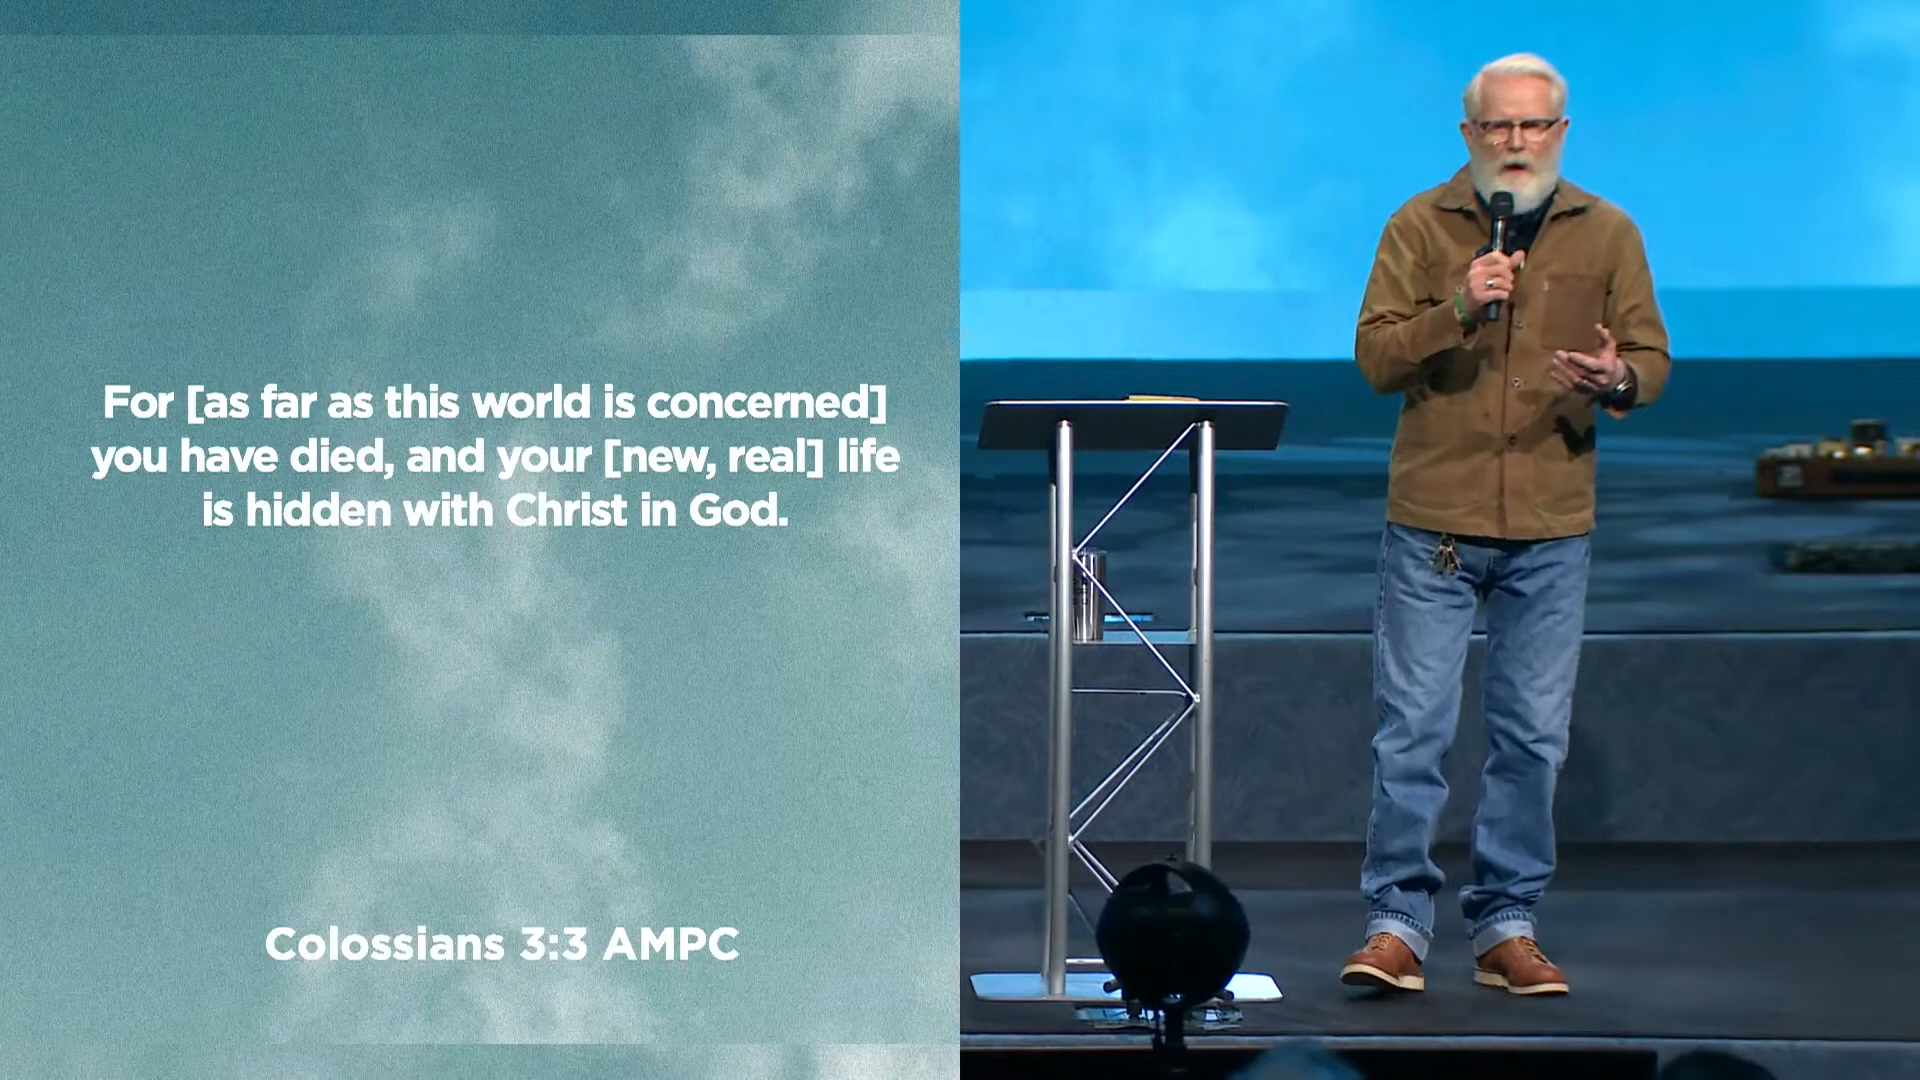 For [as far as this world is concerned]
you have died, and your [new, real] life
is hidden with Christ in God.
Colossians 3:3 AMPC